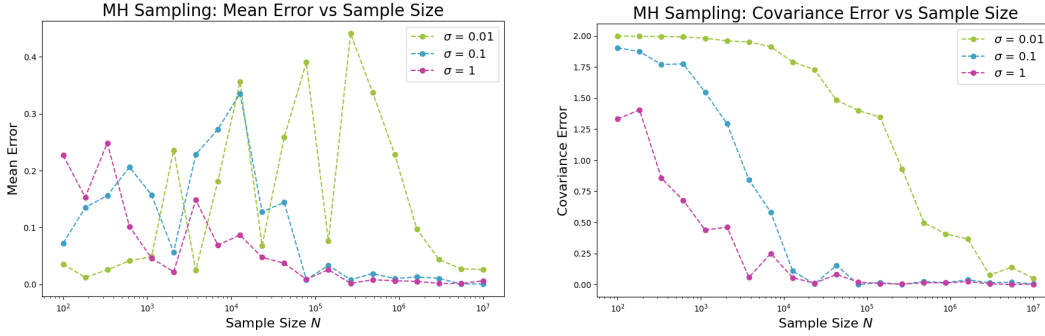 MH Sampling: Mean Error vs Sample Size
Mean Error
0.4
0.3
0.2
0.1
0.0
σ = 0.01
σ = 0.1
σ = 1
10²
10³
10⁴
10⁵
10⁶
10⁷
Sample Size N
MH Sampling: Covariance Error vs Sample Size
Covariance Error
2.00
1.75
1.50
1.25
1.00
0.75
0.50
0.25
0.00
σ = 0.01
σ = 0.1
σ = 1
10²
10³
10⁴
10⁵
10⁶
10⁷
Sample Size N